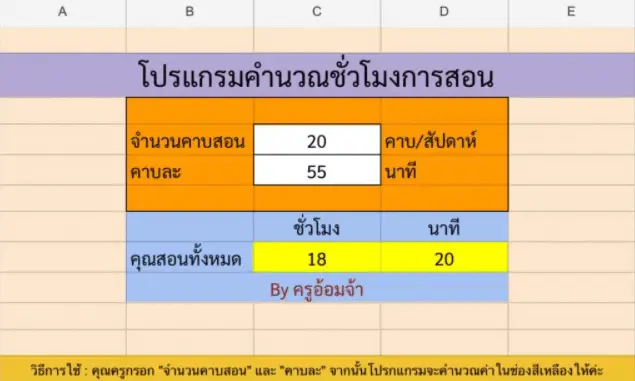 A B C D E
โปรแกรมคำนวณชั่วโมงการสอน
จำนวนคาบสอน 20 คาบ/สัปดาห์
คาบละ 55 นาที
ชั่วโมง นาที
คุณสอนทั้งหมด 18 20
By ครูอ้อมจ้า
วิธีการใช้ : คุณครูกรอก "จำนวนคาบสอน" และ "คาบละ" จากนั้นโปรกแกรมจะคำนวณค่าในช่องสีเหลืองให้ค่ะ